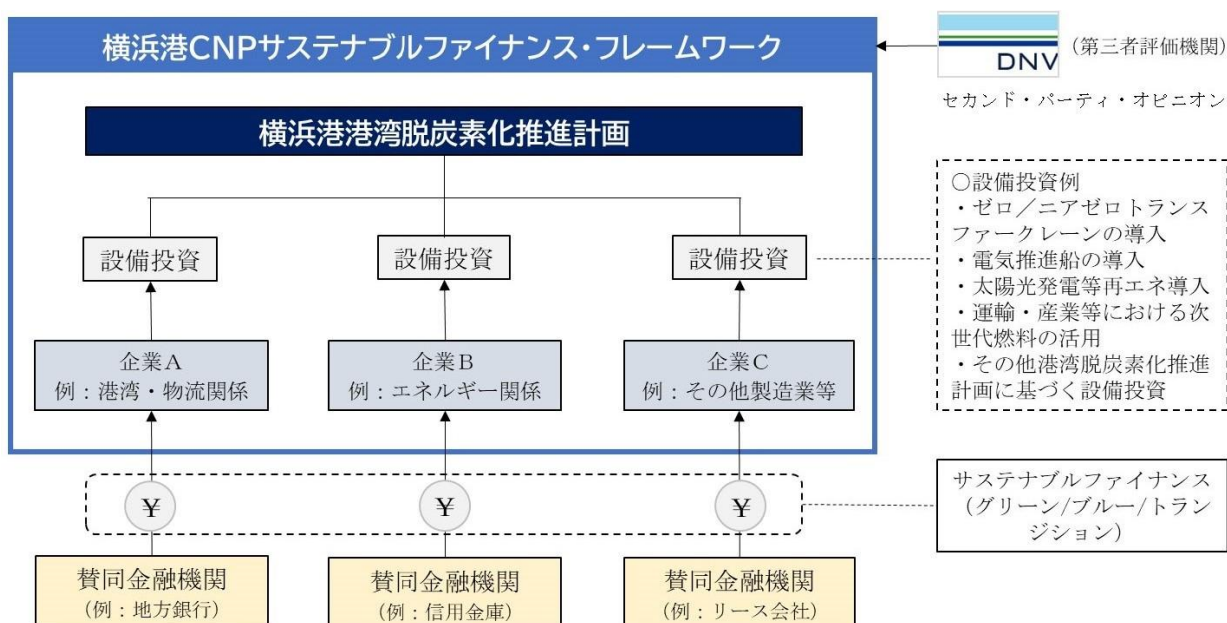 横浜港CNPサステナブルファイナンス・フレームワーク
DNV
(第三者評価機関)
セカンド・パーティ・オピニオン
横浜港港湾脱炭素化推進計画
設備投資
設備投資
設備投資
○設備投資例
・ゼロ/ニアゼロトランス
ファークレーンの導入
・電気推進船の導入
・太陽光発電等再エネ導入
・運輸・産業等における次
世代燃料の活用
・その他港湾脱炭素化推進
計画に基づく設備投資
企業A
例:港湾・物流関係
企業B
例:エネルギー関係
企業C
例:その他製造業等
¥
¥
¥
サステナブルファイナンス
(グリーン/ブルー/トラン
ジション)
賛同金融機関
(例:地方銀行)
賛同金融機関
(例:信用金庫)
賛同金融機関
(例:リース会社)